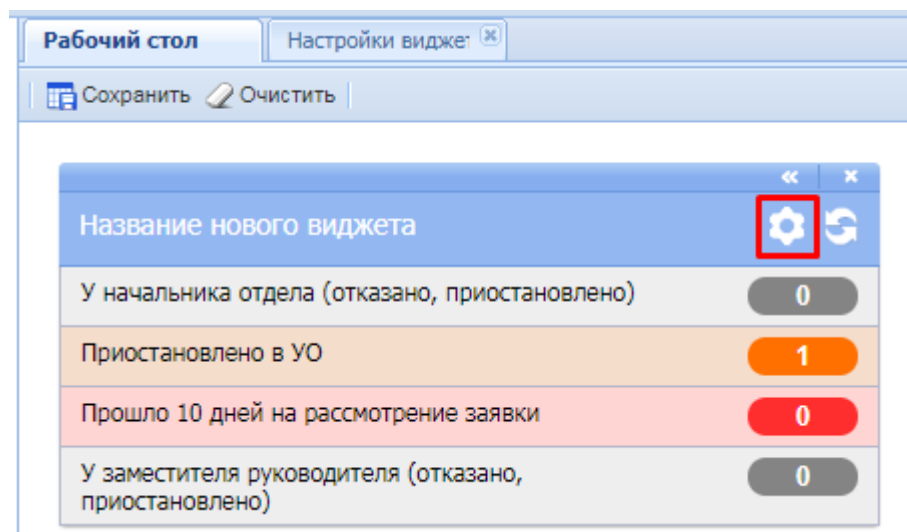 Рабочий стол
Настройки виджет
Сохранить Очистить
Название нового виджета
У начальника отдела (отказано, приостановлено) 0
Приостановлено в УО 1
Прошло 10 дней на рассмотрение заявки 0
У заместителя руководителя (отказано, 0
приостановлено)